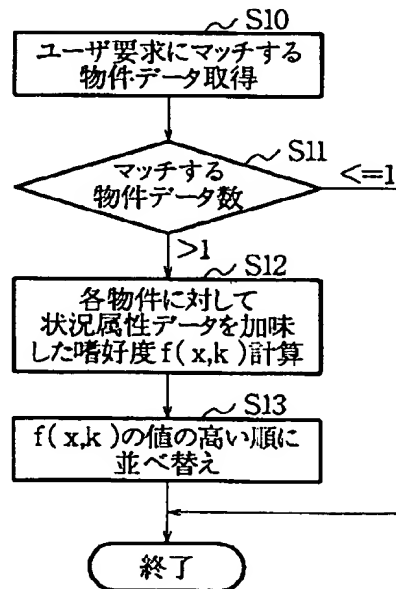 S10
ユーザ要求にマッチする
物件データ取得
S11
マッチする
物件データ数
<=1
>1
S12
各物件に対して
状況属性データを加味
した嗜好度f(x,k)計算
S13
f(x,k)の値の高い順に
並べ替え
終了